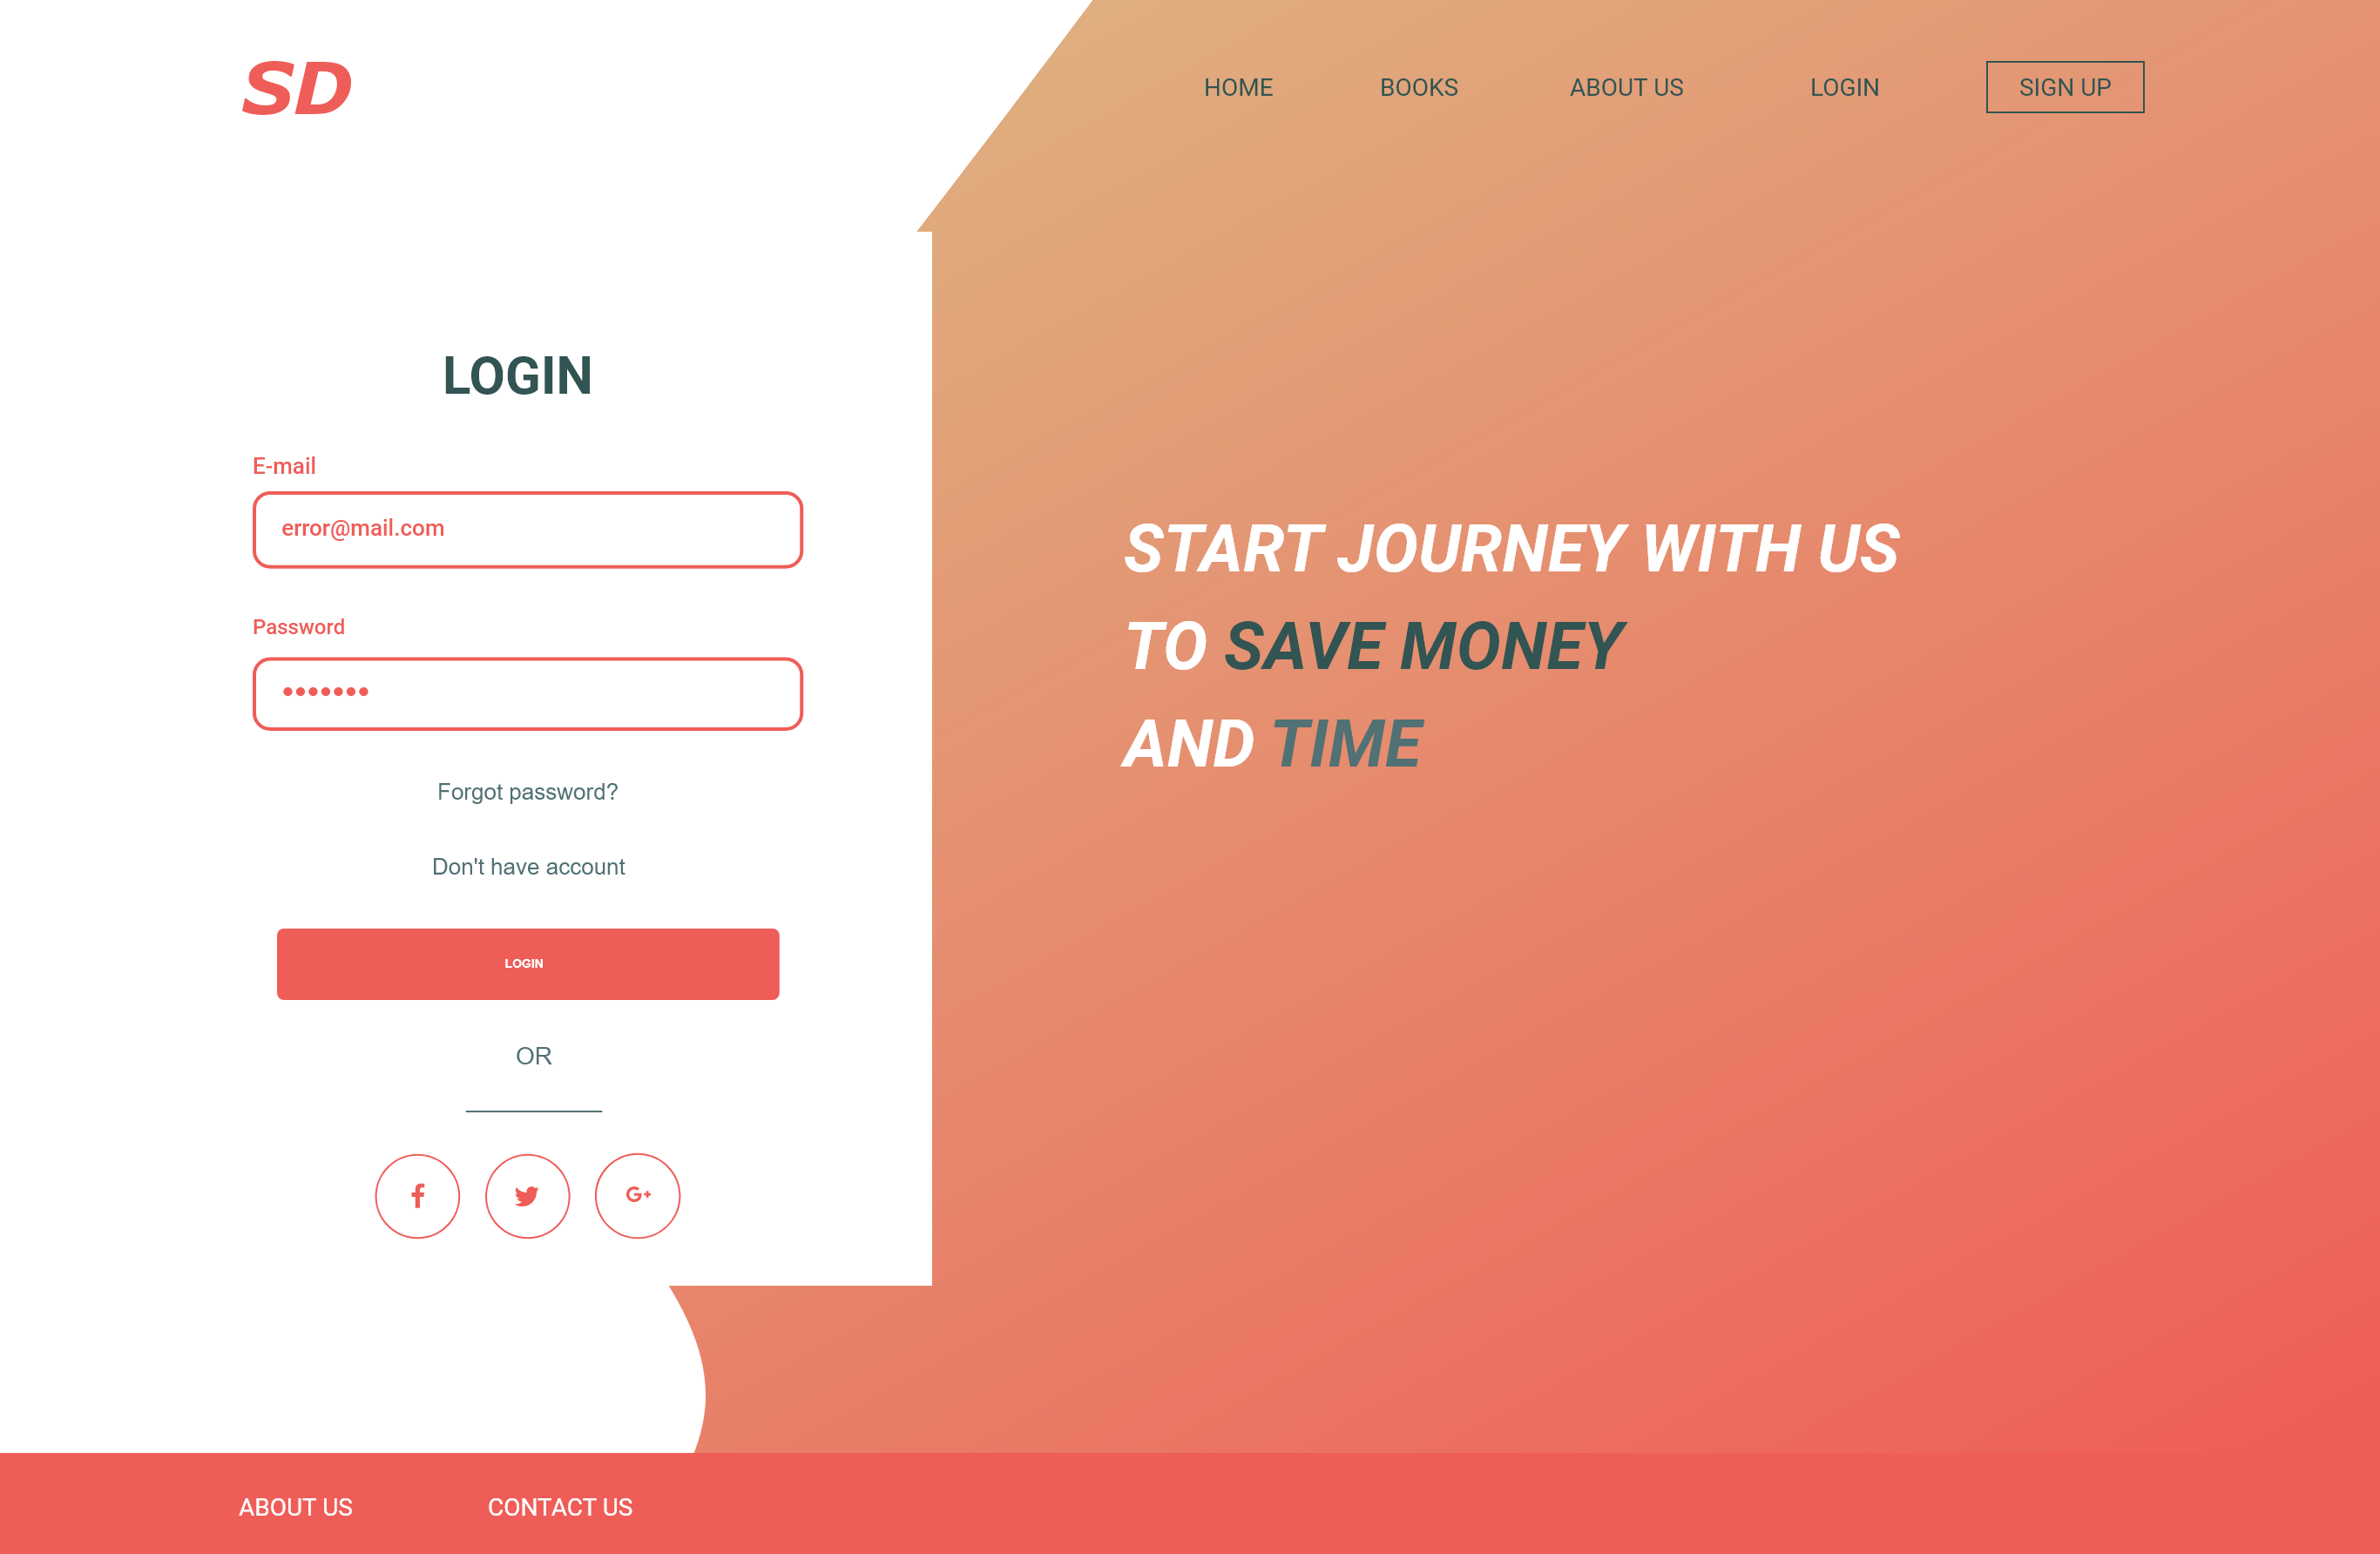 SD
HOME BOOKS ABOUT US LOGIN SIGN UP
LOGIN
E-mail
error@mail.com
Password
•••••••
Forgot password?
Don't have account
LOGIN
OR
f
G+
START JOURNEY WITH US
TO SAVE MONEY
AND TIME
ABOUT US CONTACT US